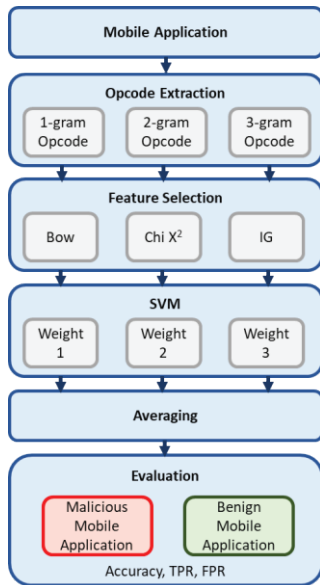 Mobile Application
Opcode Extraction
1-gram
Opcode
2-gram
Opcode
3-gram
Opcode
Feature Selection
Bow
Chi X²
IG
SVM
Weight
1
Weight
2
Weight
3
Averaging
Evaluation
Malicious
Mobile
Application
Benign
Mobile
Application
Accuracy, TPR, FPR